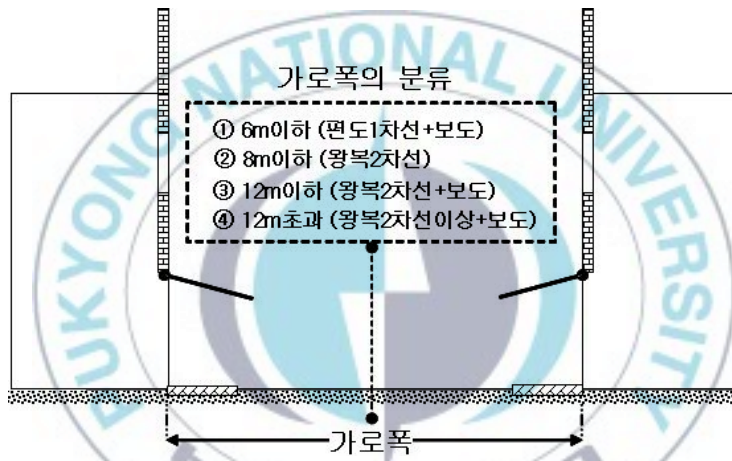 가로폭의 분류
① 6m이하 (편도1차선+보도)
② 8m이하 (왕복2차선)
③ 12m이하 (왕복2차선+보도)
④ 12m초과 (왕복2차선이상+보도)
가로폭
PUKYONG NATIONAL UNIVERSITY